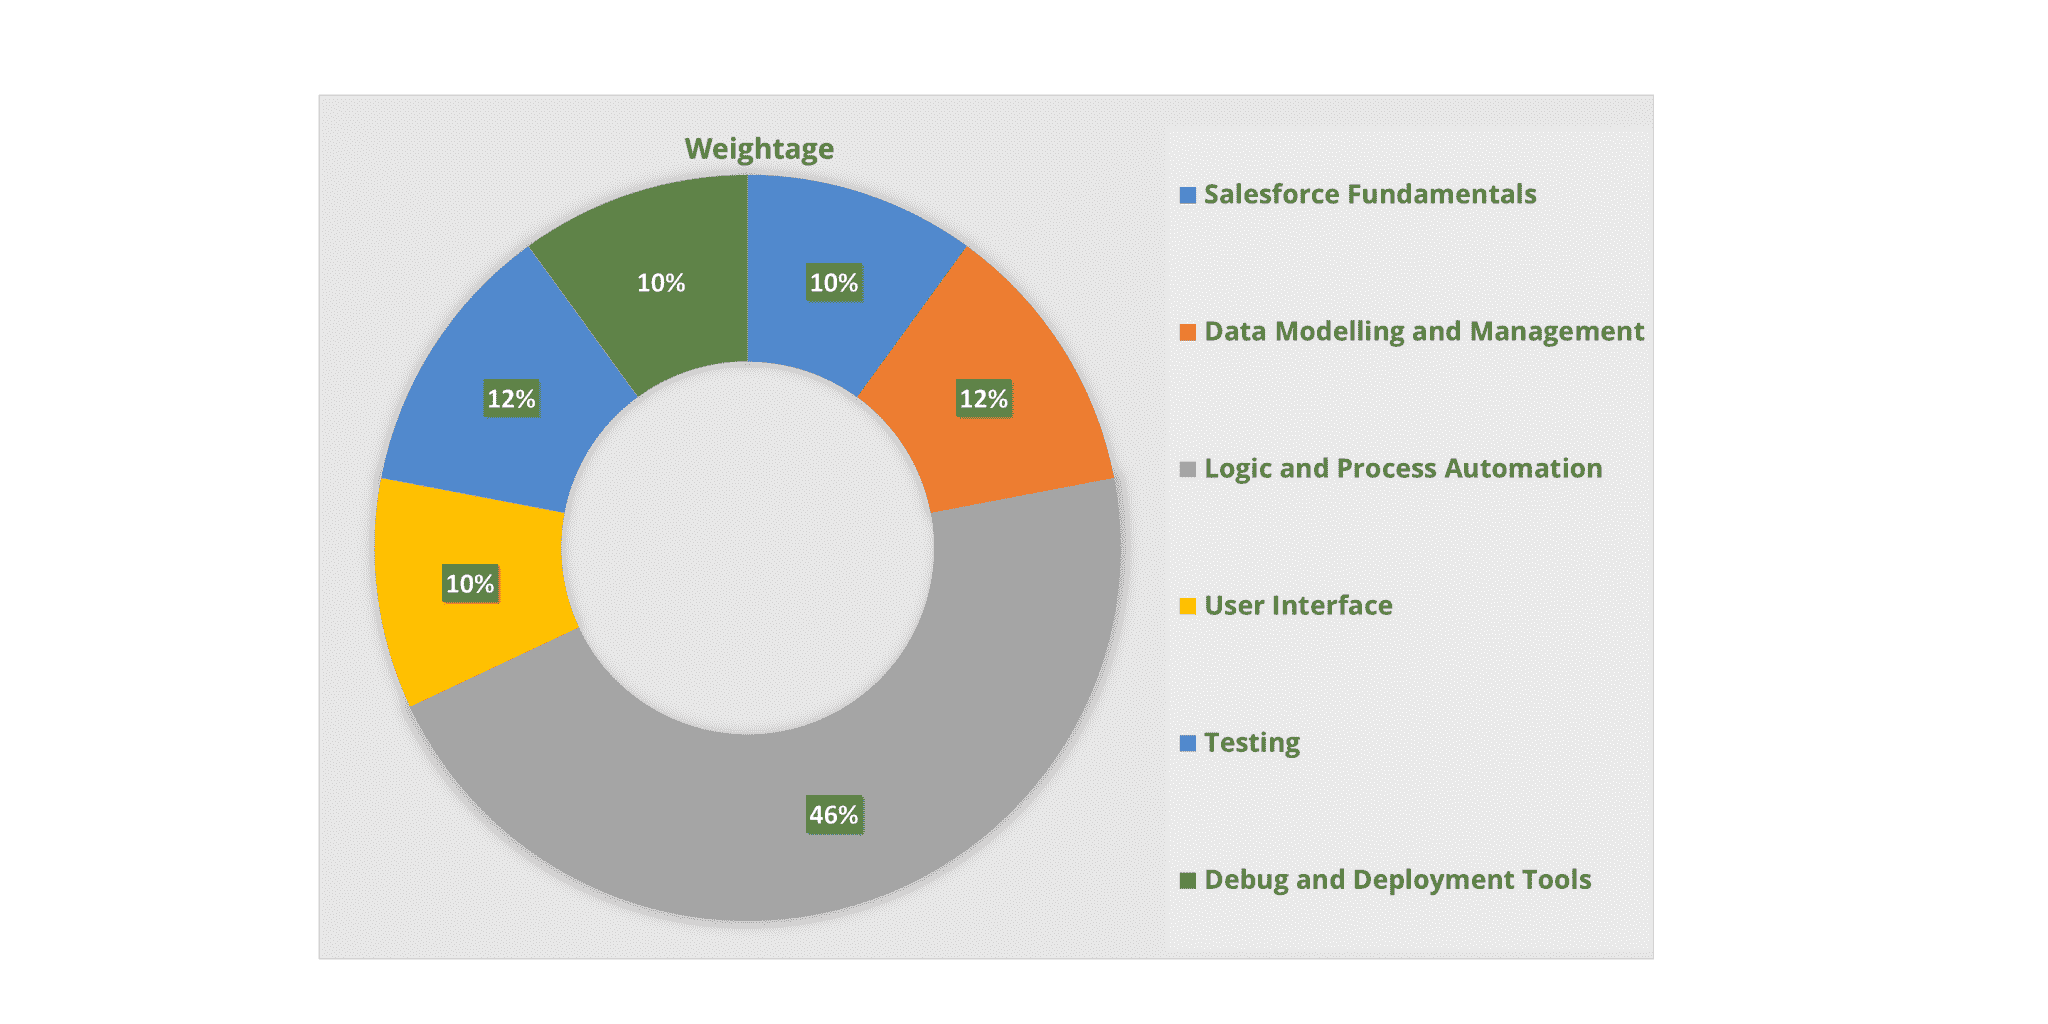 Weightage
10%
10%
12%
12%
10%
46%
Salesforce Fundamentals
Data Modelling and Management
Logic and Process Automation
User Interface
Testing
Debug and Deployment Tools